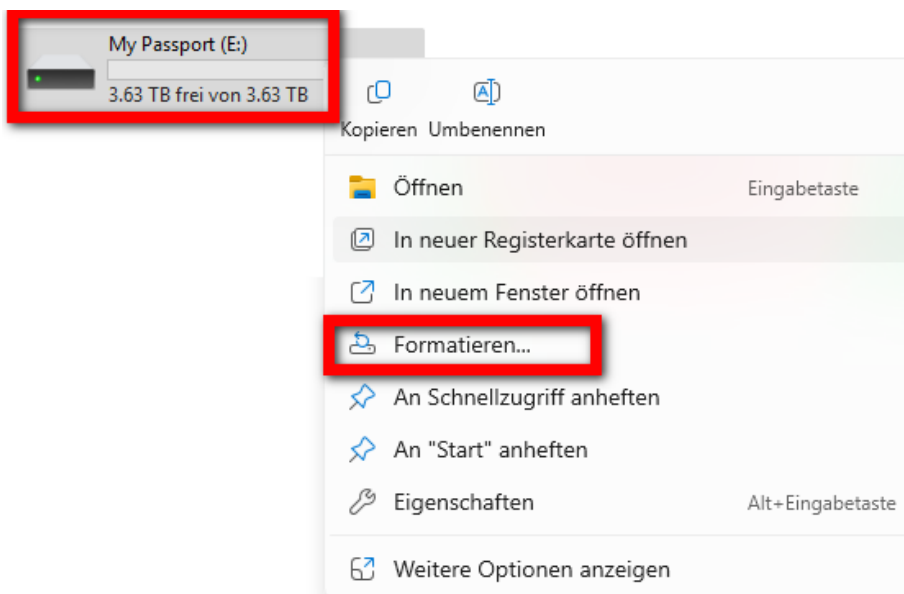 My Passport (E:)
3.63 TB frei von 3.63 TB
Kopieren Umbenennen
Öffnen Eingabetaste
In neuer Registerkarte öffnen
In neuem Fenster öffnen
Formatieren...
An Schnellzugriff anheften
An "Start" anheften
Eigenschaften Alt+Eingabetaste
Weitere Optionen anzeigen